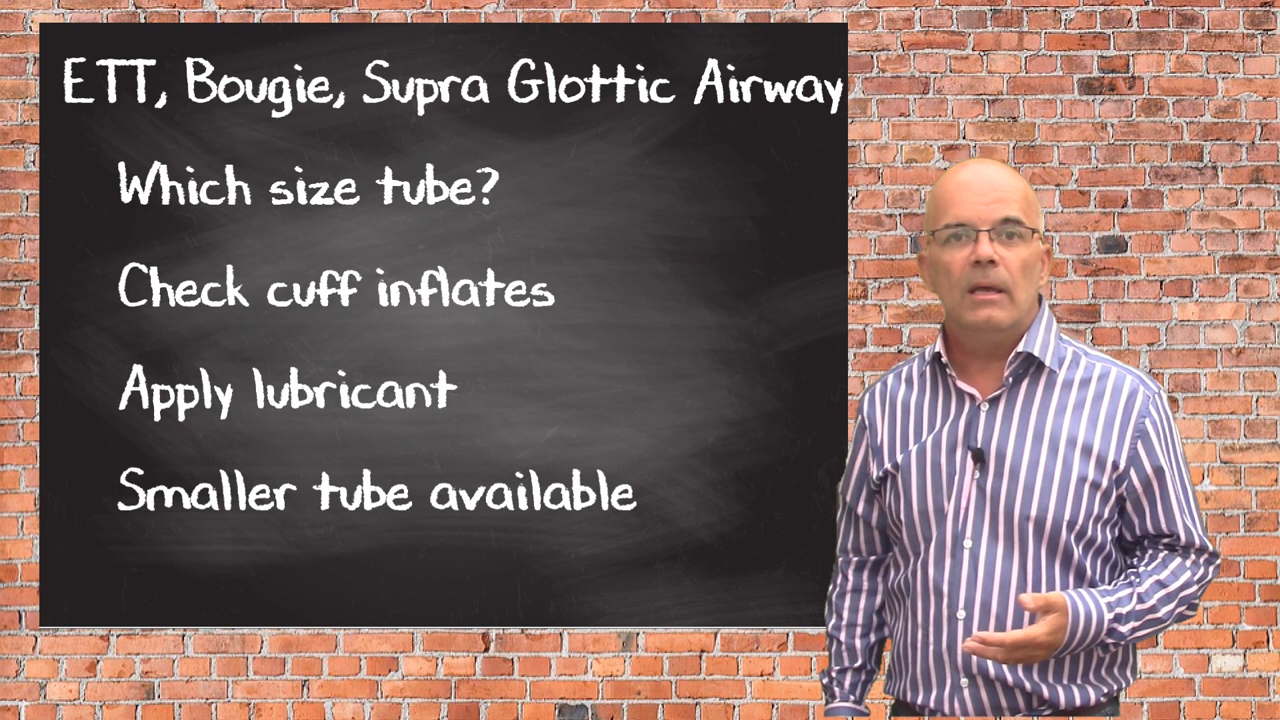 ETT, Bougie, Supra Glottic Airway
Which size tube?
Check cuff inflates
Apply lubricant
Smaller tube available